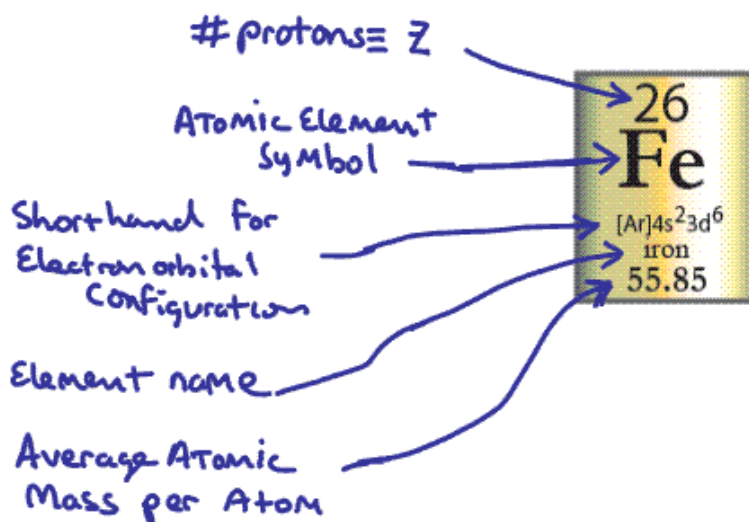 #protons≡ Z
26
Atomic Element
Symbol
Fe
Shorthand for
Electron orbital
Configuration
[Ar]4s²3d⁶
iron
55.85
Element name
Average Atomic
Mass per Atom